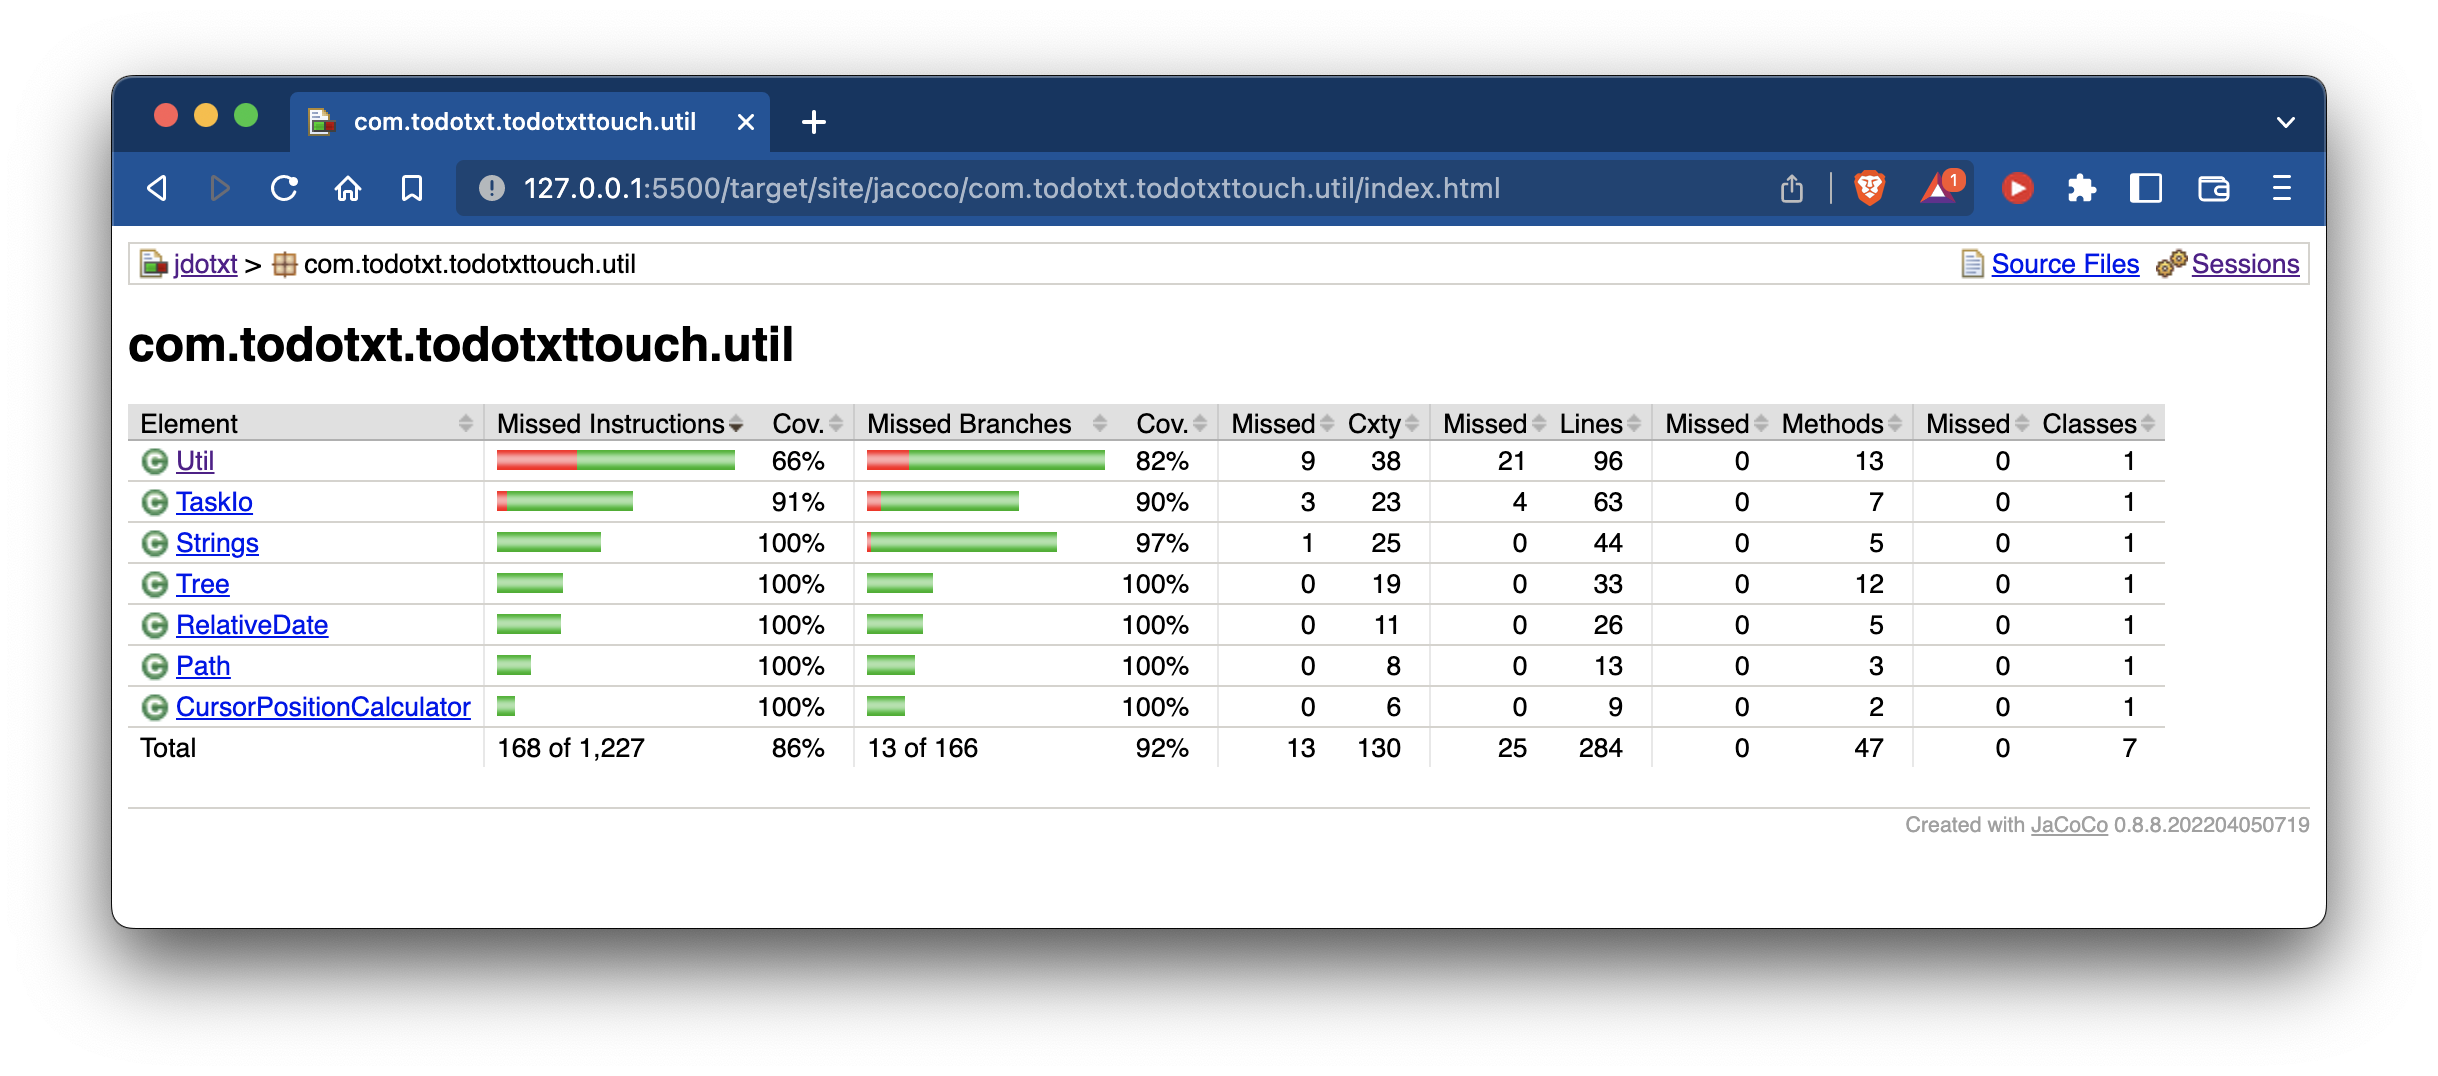 com.todotxt.todotxttouch.util
127.0.0.1:5500/target/site/jacoco/com.todotxt.todotxttouch.util/index.html 1
jdotxt > com.todotxt.todotxttouch.util Source Files Sessions
com.todotxt.todotxttouch.util
Element Missed Instructions Cov. Missed Branches Cov. Missed Cxty Missed Lines Missed Methods Missed Classes
Util 66% 82% 9 38 21 96 0 13 0 1
TaskIo 91% 90% 3 23 4 63 0 7 0 1
Strings 100% 97% 1 25 0 44 0 5 0 1
Tree 100% 100% 0 19 0 33 0 12 0 1
RelativeDate 100% 100% 0 11 0 26 0 5 0 1
Path 100% 100% 0 8 0 13 0 3 0 1
CursorPositionCalculator 100% 100% 0 6 0 9 0 2 0 1
Total 168 of 1,227 86% 13 of 166 92% 13 130 25 284 0 47 0 7
Created with JaCoCo 0.8.8.202204050719